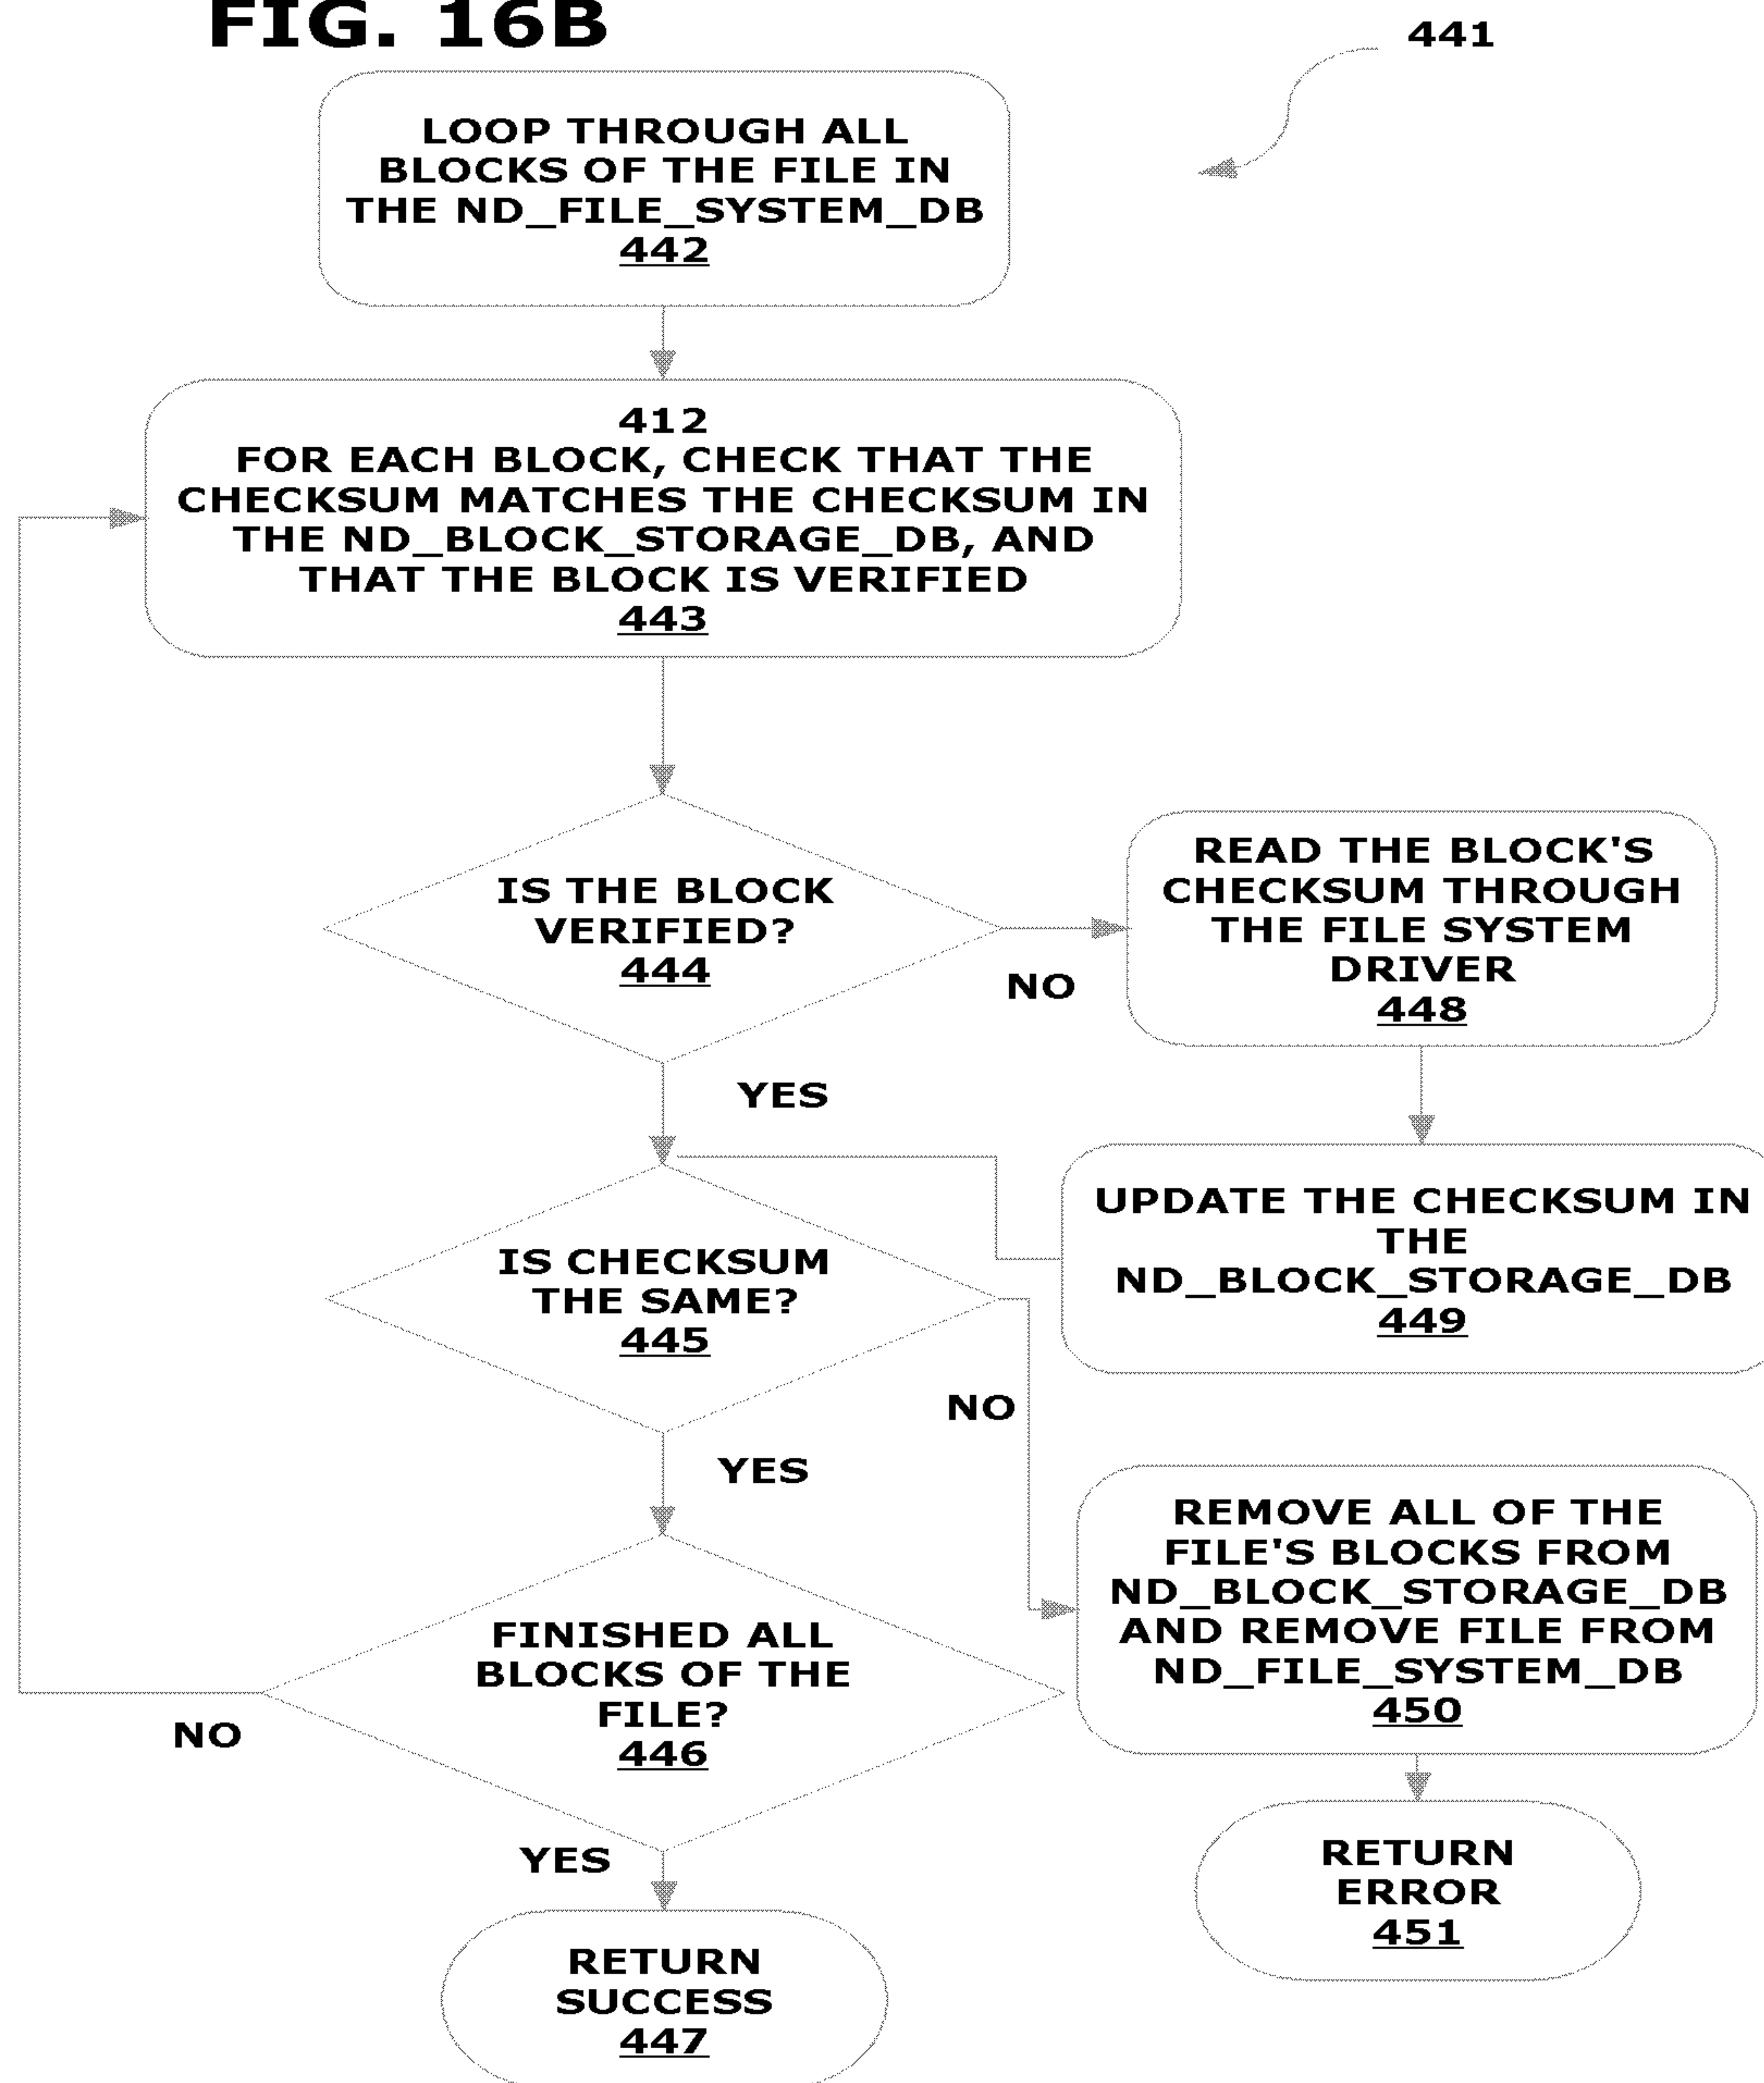 FIG. 16B
441
LOOP THROUGH ALL
BLOCKS OF THE FILE IN
THE ND_FILE_SYSTEM_DB
442
412
FOR EACH BLOCK, CHECK THAT THE
CHECKSUM MATCHES THE CHECKSUM IN
THE ND_BLOCK_STORAGE_DB, AND
THAT THE BLOCK IS VERIFIED
443
IS THE BLOCK
VERIFIED?
444
NO
READ THE BLOCK'S
CHECKSUM THROUGH
THE FILE SYSTEM
DRIVER
448
YES
UPDATE THE CHECKSUM IN
THE
ND_BLOCK_STORAGE_DB
449
IS CHECKSUM
THE SAME?
445
NO
YES
REMOVE ALL OF THE
FILE'S BLOCKS FROM
ND_BLOCK_STORAGE_DB
AND REMOVE FILE FROM
ND_FILE_SYSTEM_DB
450
FINISHED ALL
BLOCKS OF THE
FILE?
446
NO
YES
RETURN
ERROR
451
RETURN
SUCCESS
447